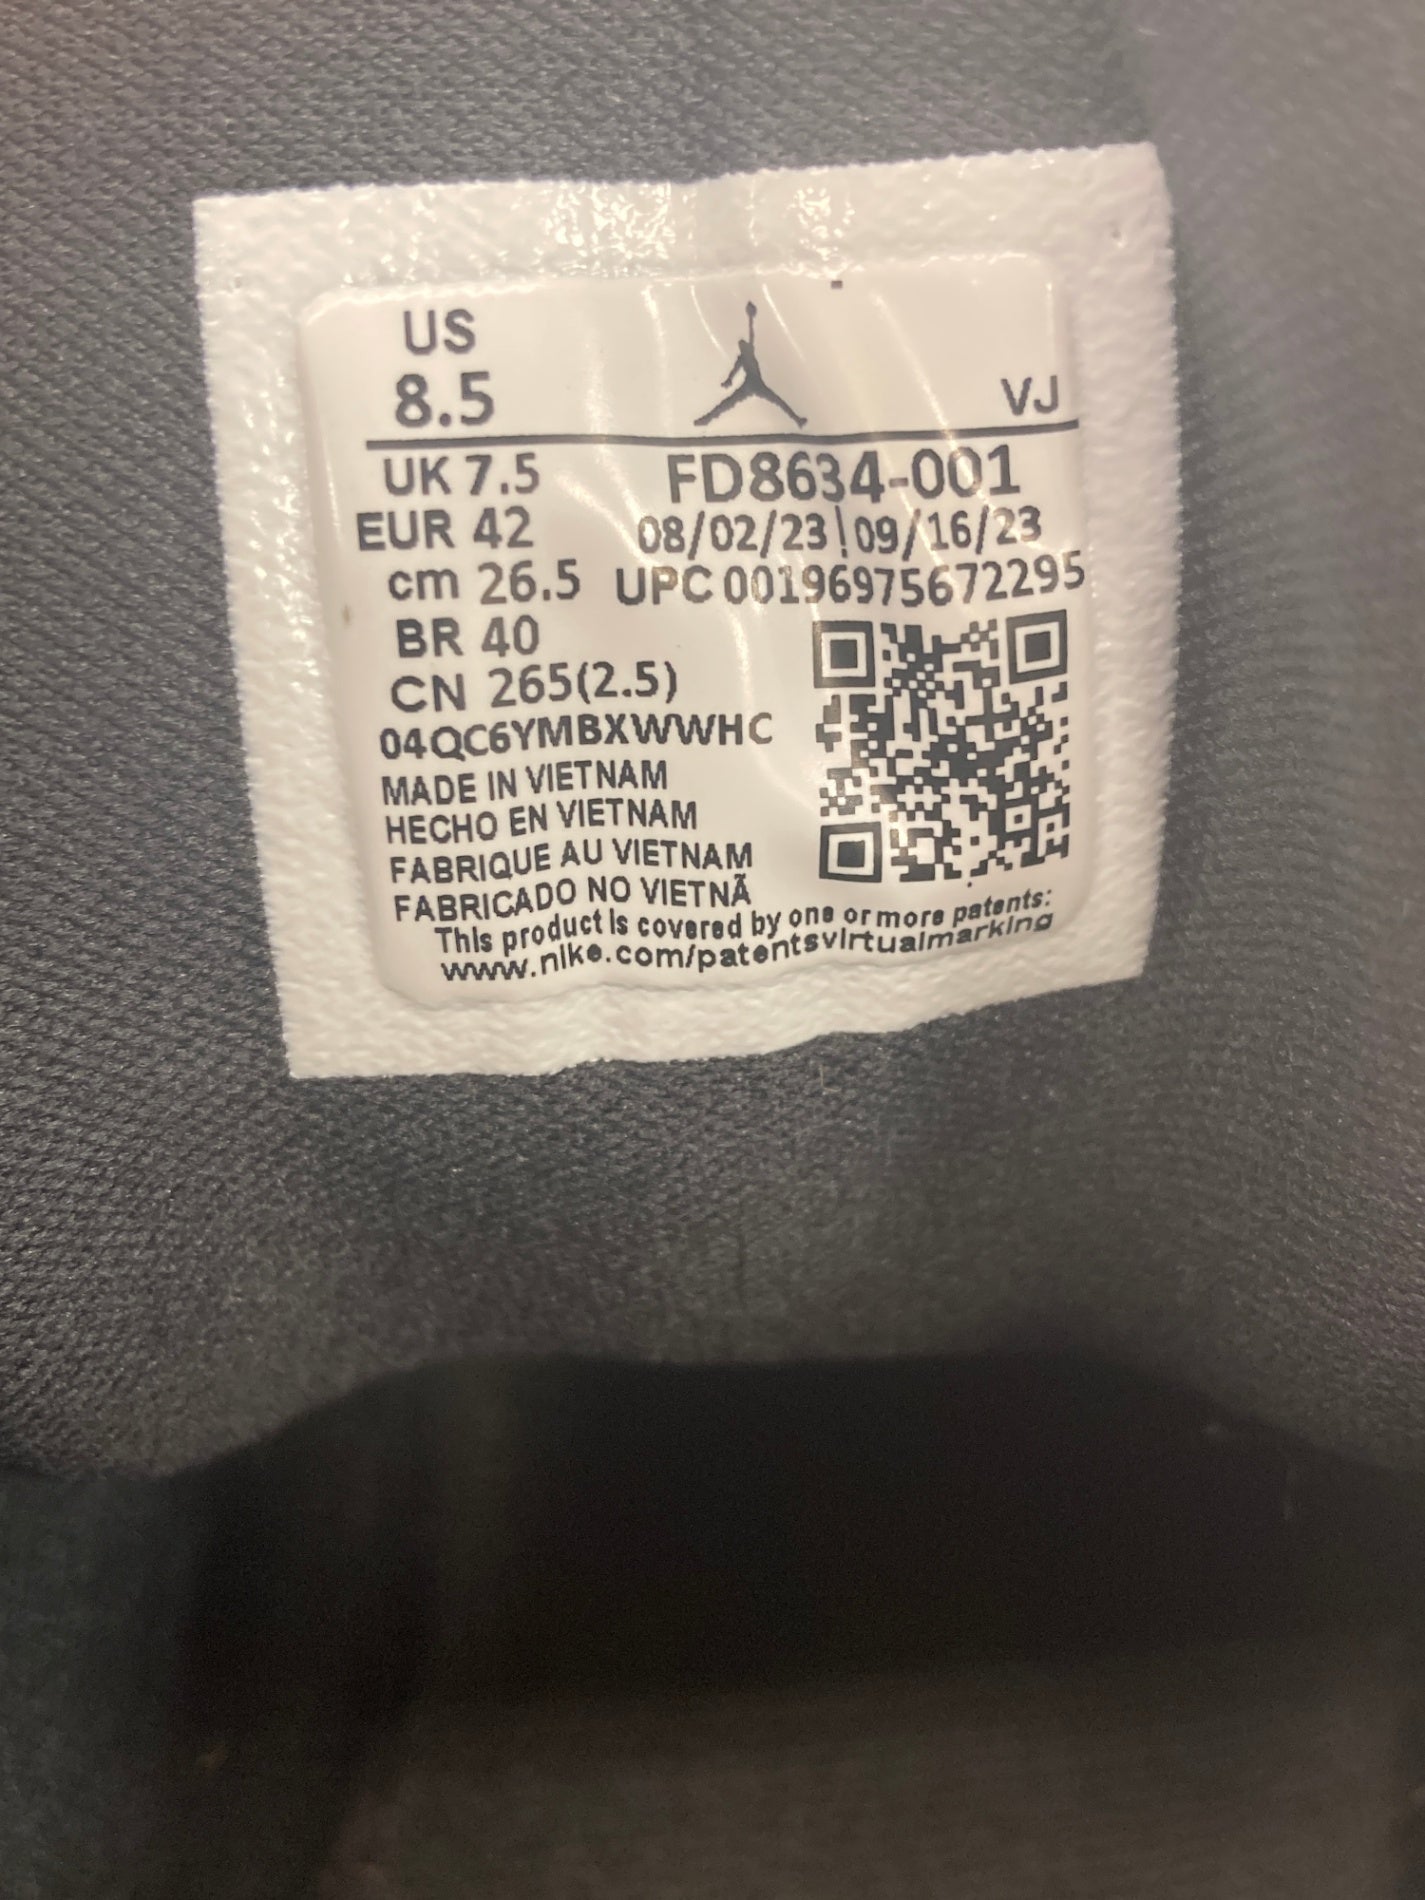 US
8.5
VJ
UK 7.5
FD8634-001
EUR 42
08/02/23 | 09/16/23
cm 26.5
UPC 00196975672295
BR 40
CN 265(2.5)
04QC6YMBXWWHC
MADE IN VIETNAM
HECHO EN VIETNAM
FABRIQUE AU VIETNAM
FABRICADO NO VIETNÃ
This product is covered by one or more patents:
www.nike.com/patentsvirtualmarking